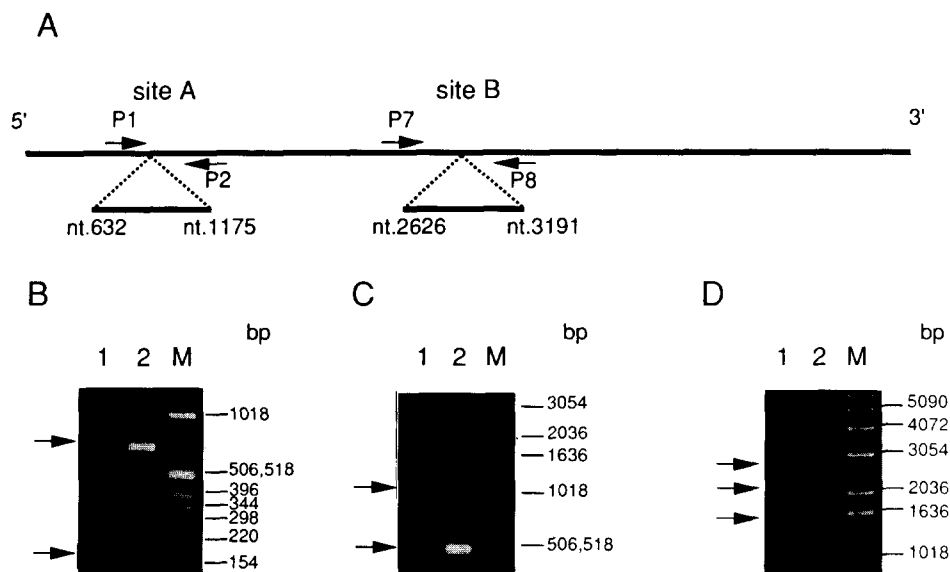 A
site A
site B
5'
P1
P7
3'
P2
P8
nt.632
nt.1175
nt.2626
nt.3191
B
C
D
bp
bp
bp
1 2 M
1 2 M
1 2 M
1018
506,518
396
344
298
220
154
3054
2036
1636
1018
506,518
5090
4072
3054
2036
1636
1018